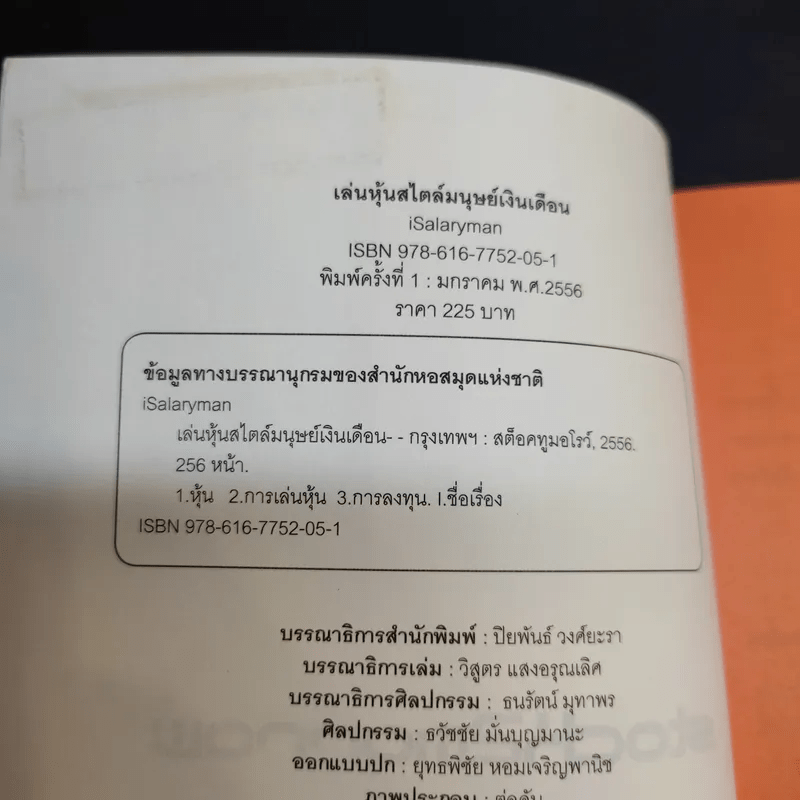 เล่นหุ้นสไตล์มนุษย์เงินเดือน
iSalaryman
ISBN 978-616-7752-05-1
พิมพ์ครั้งที่ 1 : มกราคม พ.ศ.2556
ราคา 225 บาท
ข้อมูลทางบรรณานุกรมของสำนักหอสมุดแห่งชาติ
iSalaryman
เล่นหุ้นสไตล์มนุษย์เงินเดือน- - กรุงเทพฯ : สต็อคทูมอโรว์, 2556.
256 หน้า.
1.หุ้น 2.การเล่นหุ้น 3.การลงทุน. I.ชื่อเรื่อง
ISBN 978-616-7752-05-1
บรรณาธิการสำนักพิมพ์ : ปิยพันธ์ วงศ์ยะรา
บรรณาธิการเล่ม : วิสูตร แสงอรุณเลิศ
บรรณาธิการศิลปกรรม : ธนรัตน์ มุทาพร
ศิลปกรรม : ธวัชชัย มั่นบุญมานะ
ออกแบบปก : ยุทธพิชัย หอมเจริญพานิช
ภาพประกอบ :